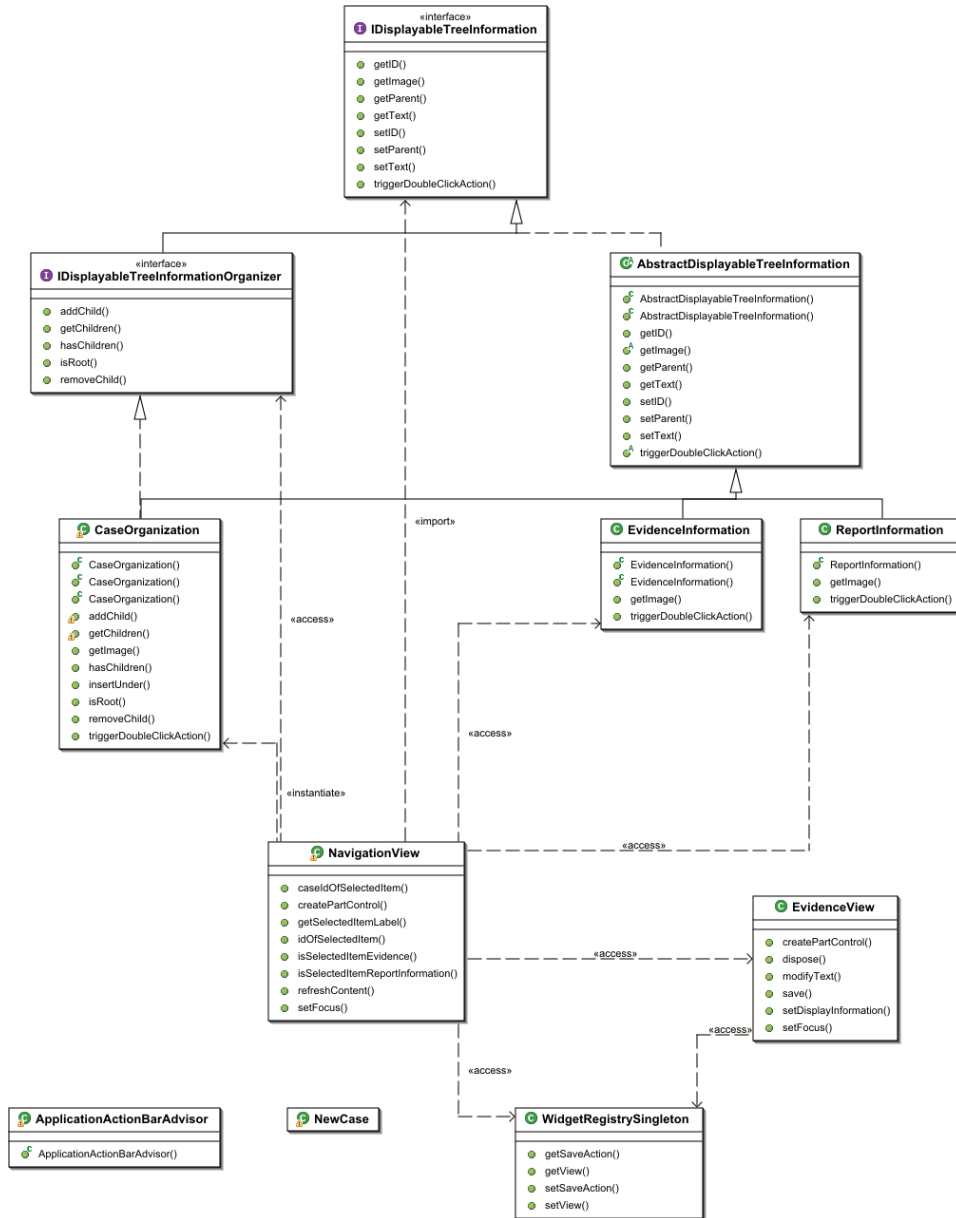 «interface»
IDisplayableTreeInformation
getID()
getImage()
getParent()
getText()
setID()
setParent()
setText()
triggerDoubleClickAction()
«interface»
IDisplayableTreeInformationOrganizer
addChild()
getChildren()
hasChildren()
isRoot()
removeChild()
AbstractDisplayableTreeInformation
AbstractDisplayableTreeInformation()
AbstractDisplayableTreeInformation()
getID()
getImage()
getParent()
getText()
setID()
setParent()
setText()
triggerDoubleClickAction()
CaseOrganization
CaseOrganization()
CaseOrganization()
CaseOrganization()
addChild()
getChildren()
getImage()
hasChildren()
insertUnder()
isRoot()
removeChild()
triggerDoubleClickAction()
«import»
«access»
EvidenceInformation
EvidenceInformation()
EvidenceInformation()
getImage()
triggerDoubleClickAction()
ReportInformation
ReportInformation()
getImage()
triggerDoubleClickAction()
«access»
«instantiate»
«access»
NavigationView
caseIdOfSelectedItem()
createPartControl()
getSelectedItemLabel()
idOfSelectedItem()
isSelectedItemEvidence()
isSelectedItemReportInformation()
refreshContent()
setFocus()
«access»
EvidenceView
createPartControl()
dispose()
modifyText()
save()
setDisplayInformation()
setFocus()
«access»
«access»
ApplicationActionBarAdvisor
ApplicationActionBarAdvisor()
NewCase
WidgetRegistrySingleton
getSaveAction()
getView()
setSaveAction()
setView()